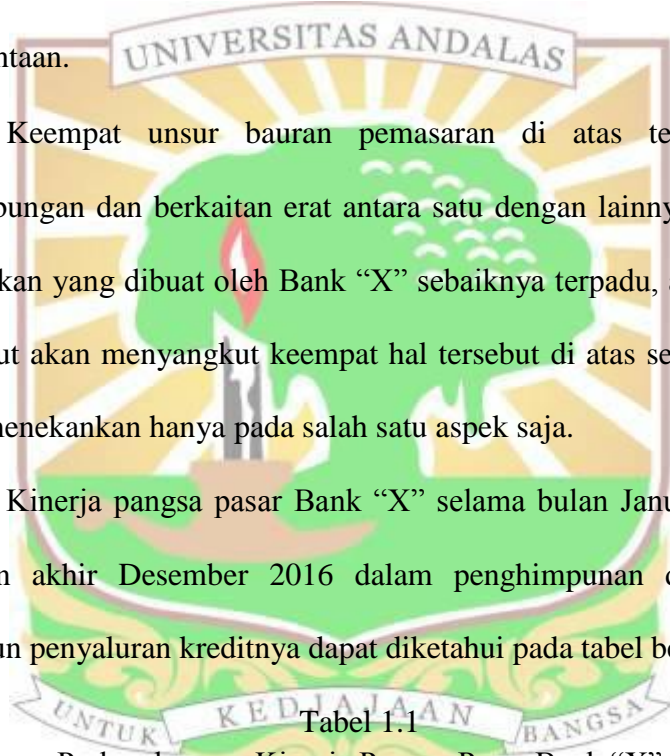 UNIVERSITAS ANDALAS
ntaan.
Keempat unsur bauran pemasaran di atas te
ungan dan berkaitan erat antara satu dengan lainny
kan yang dibuat oleh Bank “X” sebaiknya terpadu,
ut akan menyangkut keempat hal tersebut di atas se
menekankan hanya pada salah satu aspek saja.
Kinerja pangsa pasar Bank “X” selama bulan Janu
n akhir Desember 2016 dalam penghimpunan d
un penyaluran kreditnya dapat diketahui pada tabel be
UNTUK KEDJAJAAN BANGSA
Tabel 1.1